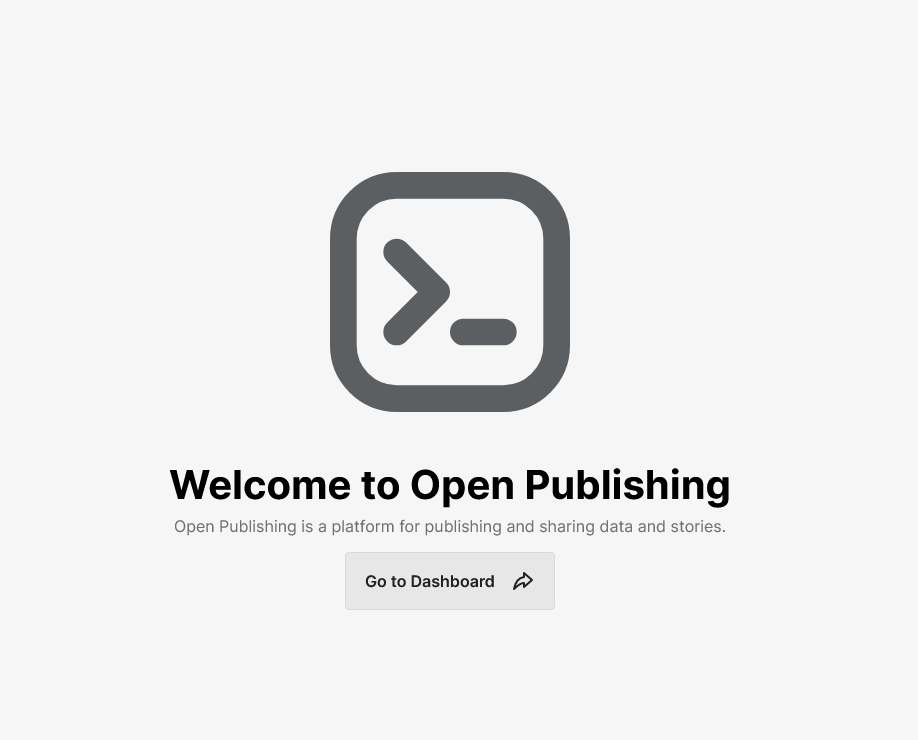 Welcome to Open Publishing
Open Publishing is a platform for publishing and sharing data and stories.
Go to Dashboard